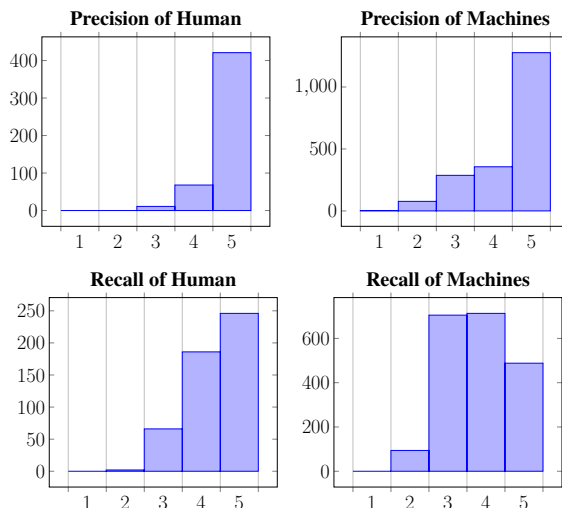 Precision of Human
400
300
200
100
0
1 2 3 4 5
Precision of Machines
1,000
500
0
1 2 3 4 5
Recall of Human
250
200
150
100
50
0
1 2 3 4 5
Recall of Machines
600
400
200
0
1 2 3 4 5